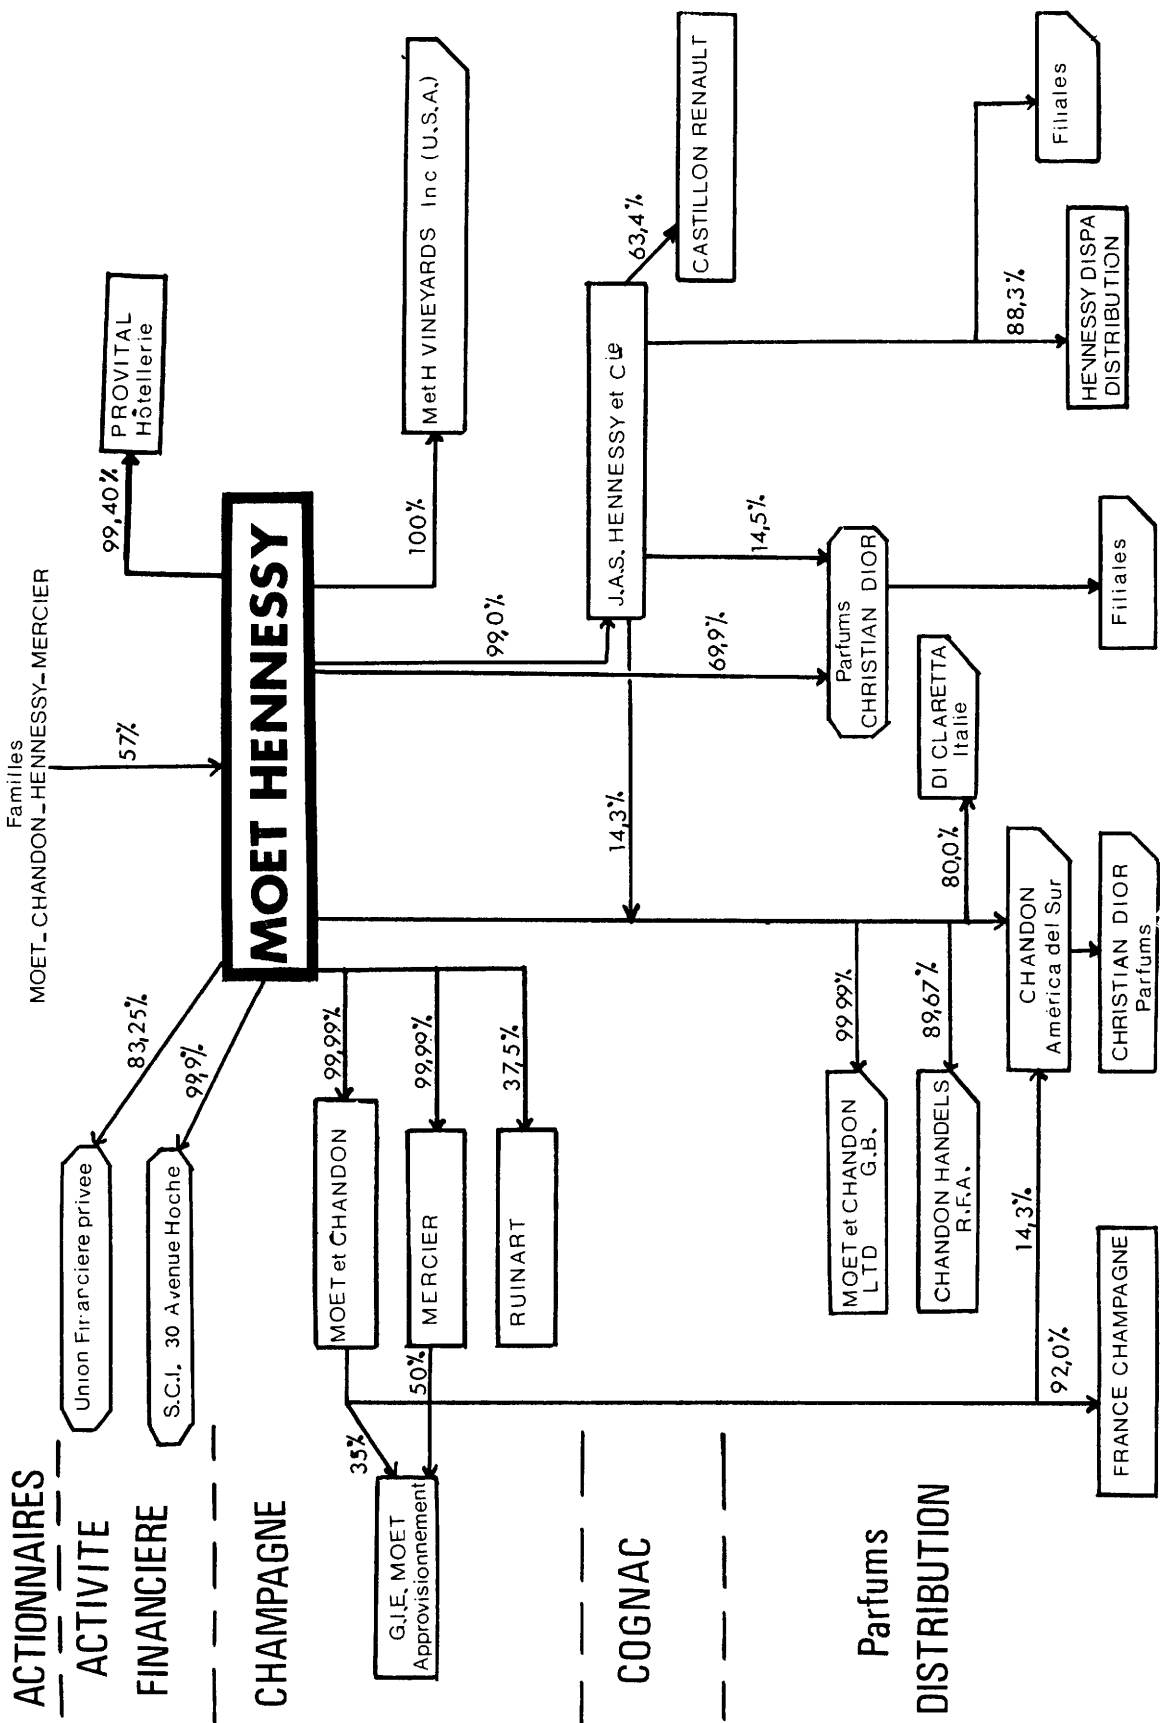 ACTIONNAIRES
Familles
MOET_CHANDON_HENNESSY_MERCIER
57%
ACTIVITE
FINANCIERE
Union Financiere privee
83,25%
S.C.I. 30 Avenue Hoche
99,9%
99,40%
PROVITAL
Hôtellerie
MOET HENNESSY
CHAMPAGNE
MOET et CHANDON
99,99%
MERCIER
99,99%
RUINART
37,5%
35%
50%
G.I.E. MOET
Approvisionnement
100%
MetH VINEYARDS Inc (U.S.A.)
99,0%
COGNAC
14,3%
J.A.S. HENNESSY et Cie
63,4%
CASTILLON RENAULT
Parfums
DISTRIBUTION
69,9%
14,5%
Parfums
CHRISTIAN DIOR
Filiales
99 99%
MOET et CHANDON
LTD G.B.
89,67%
CHANDON HANDELS
R.F.A.
80,0%
DI CLARETTA
Italie
14,3%
CHANDON
América del Sur
CHRISTIAN DIOR
Parfums
92,0%
FRANCE CHAMPAGNE
88,3%
HENNESSY DISPA
DISTRIBUTION
Filiales